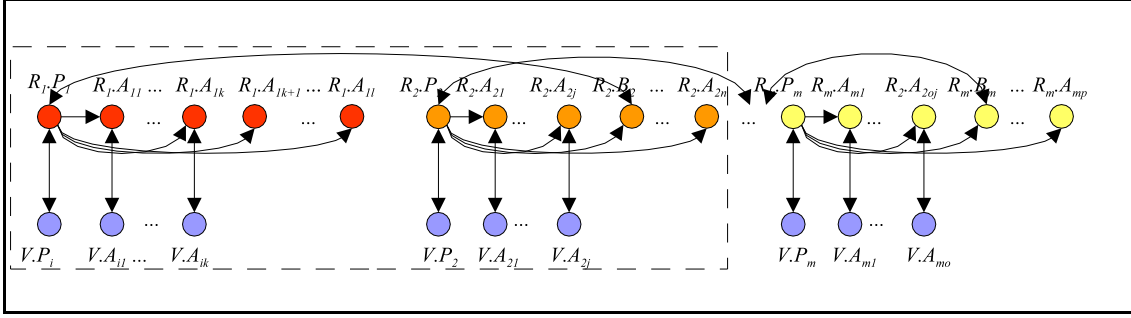 R₁.P₁ R₁.A₁₁ ... R₁.A₁ₖ R₁.A₁ₖ₊₁ ... R₁.A₁ₗ R₂.P₂ R₂.A₂₁ R₂.A₂ⱼ R₂.B₂ ... R₂.A₂ₙ Rₘ.Pₘ Rₘ.Aₘ₁ R₂.A₂ₒⱼ Rₘ.Bₘ ... Rₘ.Aₘₚ
... ... ... ... ... ...
... ... ...
V.Pᵢ V.Aᵢ₁ ... V.Aᵢₖ V.P₂ V.A₂₁ V.A₂ⱼ V.Pₘ V.Aₘ₁ V.Aₘₒ